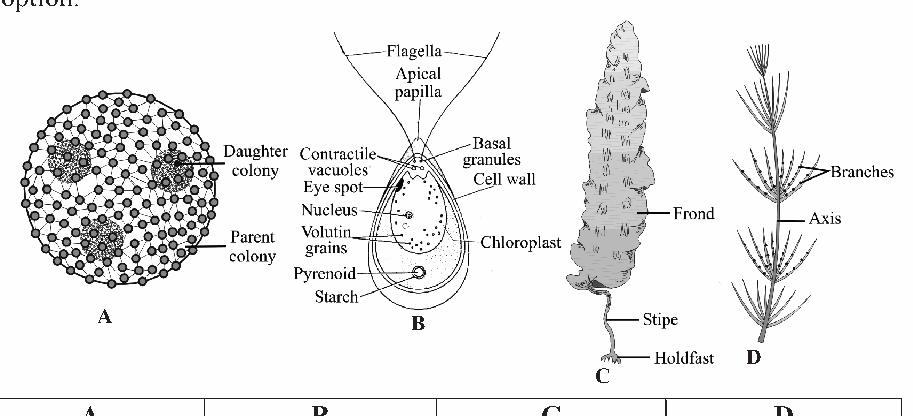 option.
Flagella
Apical
papilla
Daughter
colony
Parent
colony
A
Contractile
vacuoles
Eye spot
Nucleus
Volutin
grains
Pyrenoid
Starch
Basal
granules
Cell wall
Chloroplast
B
Frond
Stipe
Holdfast
C
Branches
Axis
D
A B C D